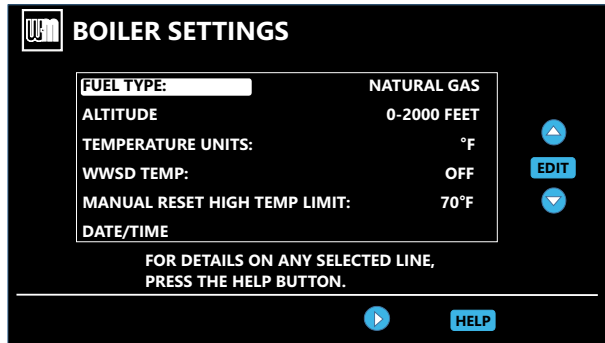 WM BOILER SETTINGS
FUEL TYPE: NATURAL GAS
ALTITUDE 0-2000 FEET
TEMPERATURE UNITS: °F
WWSD TEMP: OFF
EDIT
MANUAL RESET HIGH TEMP LIMIT: 70°F
DATE/TIME
FOR DETAILS ON ANY SELECTED LINE,
PRESS THE HELP BUTTON.
HELP